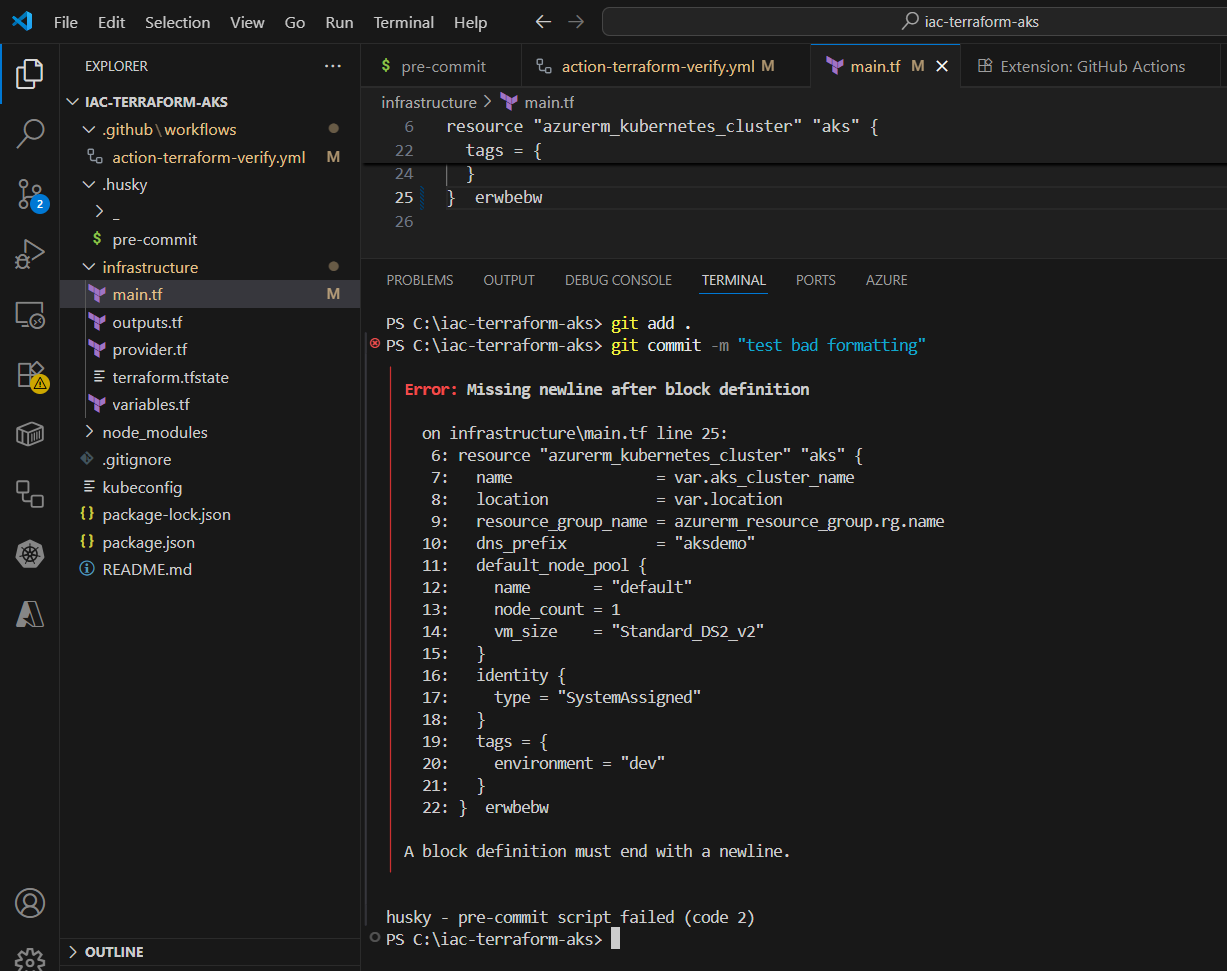 File Edit Selection View Go Run Terminal Help
iac-terraform-aks
EXPLORER ···
IAC-TERRAFORM-AKS
.github\workflows
action-terraform-verify.yml M
.husky
_
$ pre-commit
infrastructure
main.tf M
outputs.tf
provider.tf
terraform.tfstate
variables.tf
node_modules
.gitignore
kubeconfig
{} package-lock.json
{} package.json
README.md
OUTLINE
2
$ pre-commit
action-terraform-verify.yml M
main.tf M
Extension: GitHub Actions
infrastructure > main.tf
6 resource "azurerm_kubernetes_cluster" "aks" {
22 tags = {
24 }
25 } erwbebw
26
PROBLEMS OUTPUT DEBUG CONSOLE TERMINAL PORTS AZURE
PS C:\iac-terraform-aks> git add .
PS C:\iac-terraform-aks> git commit -m "test bad formatting"
Error: Missing newline after block definition
on infrastructure\main.tf line 25:
6: resource "azurerm_kubernetes_cluster" "aks" {
7: name = var.aks_cluster_name
8: location = var.location
9: resource_group_name = azurerm_resource_group.rg.name
10: dns_prefix = "aksdemo"
11: default_node_pool {
12: name = "default"
13: node_count = 1
14: vm_size = "Standard_DS2_v2"
15: }
16: identity {
17: type = "SystemAssigned"
18: }
19: tags = {
20: environment = "dev"
21: }
22: } erwbebw
A block definition must end with a newline.
husky - pre-commit script failed (code 2)
PS C:\iac-terraform-aks>